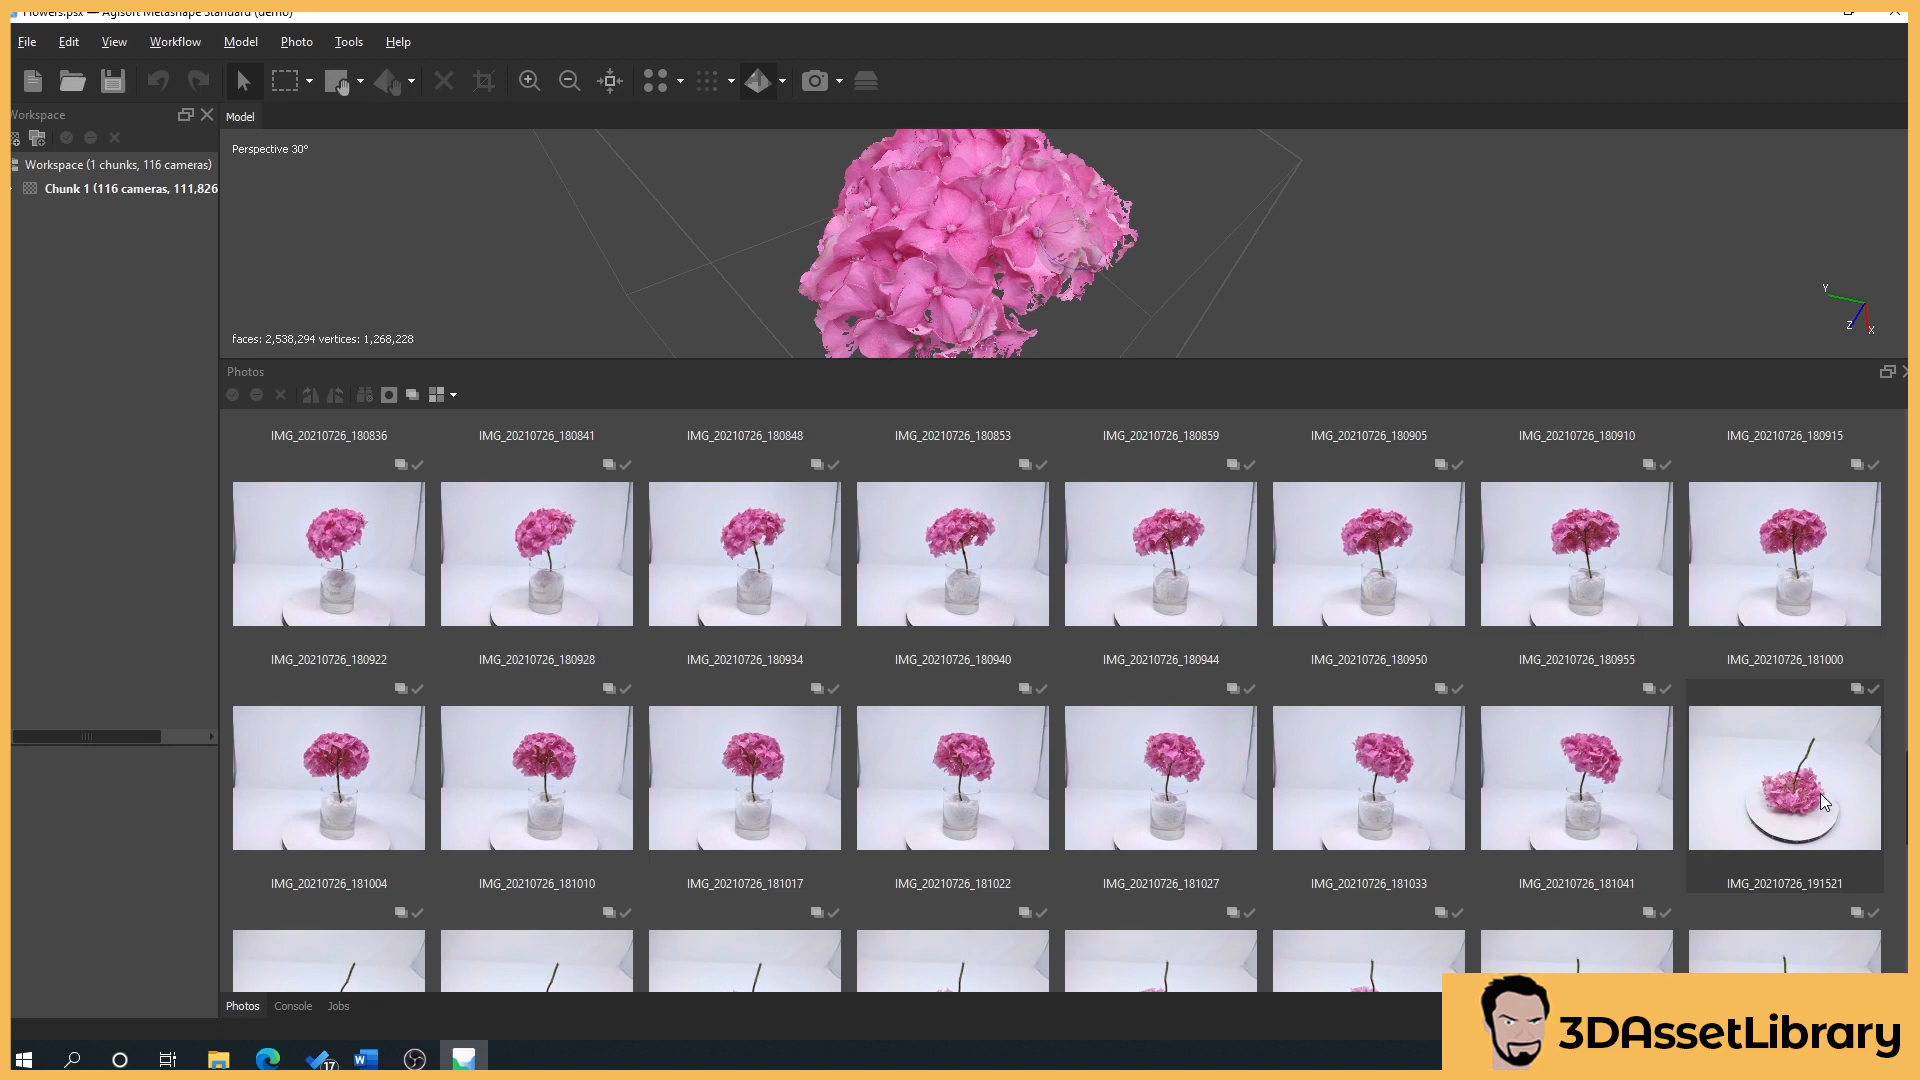 Flowers.psx — Agisoft Metashape Standard (demo)
File Edit View Workflow Model Photo Tools Help
Workspace
Model
Perspective 30°
Workspace (1 chunks, 116 cameras)
Chunk 1 (116 cameras, 111,826
Y
Z
X
faces: 2,538,294 vertices: 1,268,228
Photos
IMG_20210726_180836 IMG_20210726_180841 IMG_20210726_180848 IMG_20210726_180853 IMG_20210726_180859 IMG_20210726_180905 IMG_20210726_180910 IMG_20210726_180915
IMG_20210726_180922 IMG_20210726_180928 IMG_20210726_180934 IMG_20210726_180940 IMG_20210726_180944 IMG_20210726_180950 IMG_20210726_180955 IMG_20210726_181000
IMG_20210726_181004 IMG_20210726_181010 IMG_20210726_181017 IMG_20210726_181022 IMG_20210726_181027 IMG_20210726_181033 IMG_20210726_181041 IMG_20210726_191521
Photos Console Jobs
17
W
3DAssetLibrary